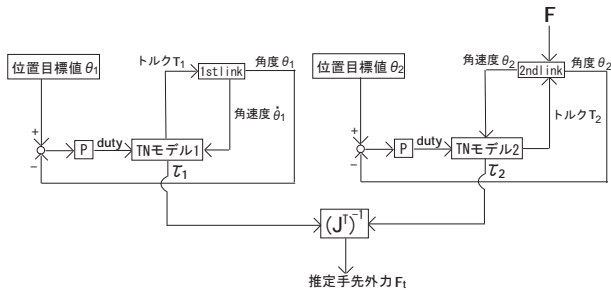 位置目標値 θ1
トルクT1
1stlink
角度 θ1
角速度 θ̇1
+
−
P
duty
TNモデル1
τ1
F
位置目標値 θ2
角速度 θ2
2ndlink
角度 θ2
トルクT2
+
−
P
duty
TNモデル2
τ2
(Jᵀ)⁻¹
推定手先外力 Ft